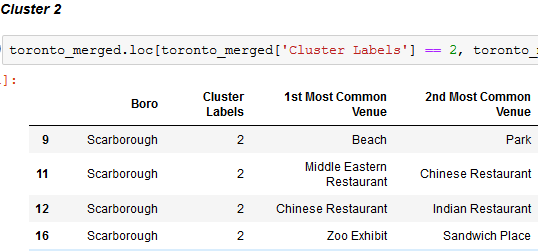 Cluster 2
toronto_merged.loc[toronto_merged['Cluster Labels'] == 2,
]:
Boro Cluster Labels 1st Most Common Venue 2nd Most Common Venue
9 Scarborough 2 Beach Park
11 Scarborough 2 Middle Eastern Restaurant Chinese Restaurant
12 Scarborough 2 Chinese Restaurant Indian Restaurant
16 Scarborough 2 Zoo Exhibit Sandwich Place